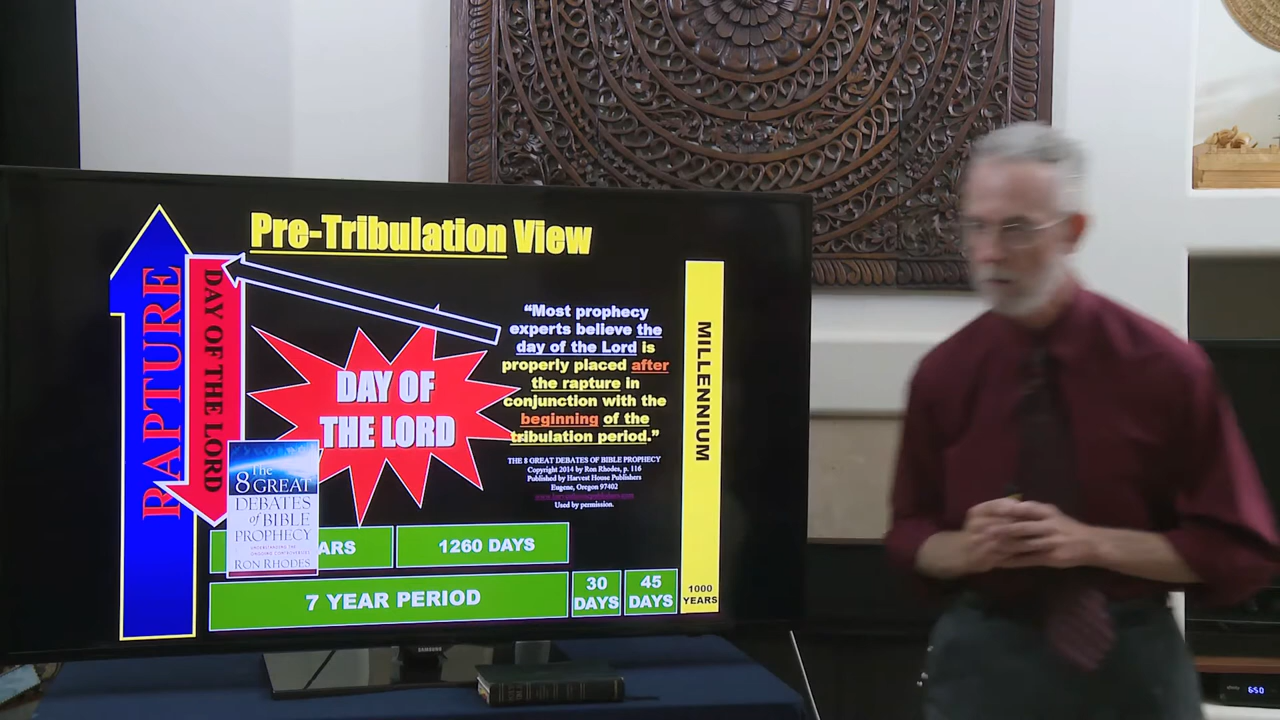 Pre-Tribulation View
RAPTURE
DAY OF THE LORD
DAY OF
THE LORD
“Most prophecy
experts believe the
day of the Lord is
properly placed after
the rapture in
conjunction with the
beginning of the
tribulation period.”
THE 8 GREAT DEBATES OF BIBLE PROPHECY
Copyright 2014 by Ron Rhodes, p. 116
Published by Harvest House Publishers
Eugene, Oregon 97402
Used by permission.
MILLENNIUM
1000
YEARS
The
8 GREAT
DEBATES
of BIBLE
PROPHECY
RON RHODES
ARS
1260 DAYS
7 YEAR PERIOD
30
DAYS
45
DAYS
SAMSUNG
6:50